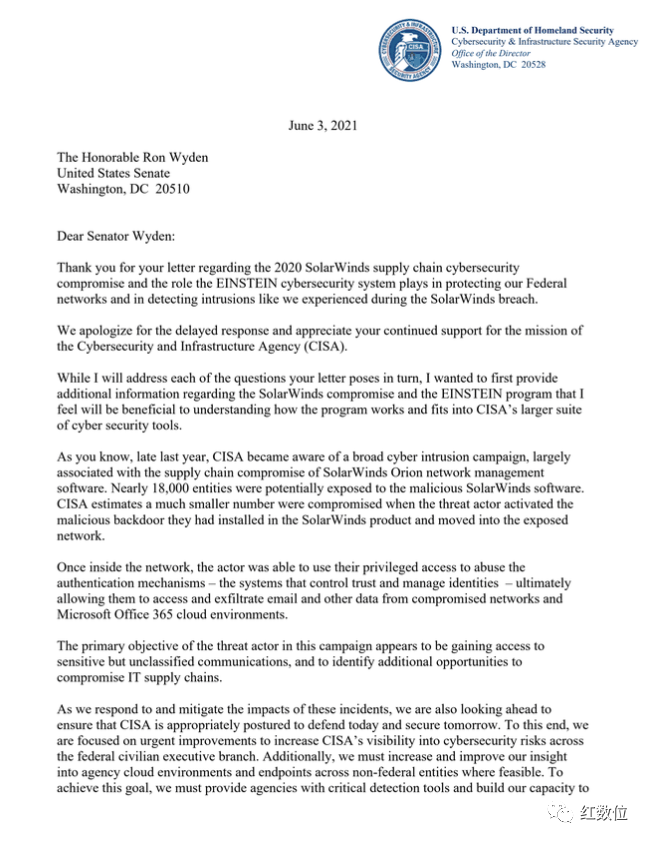 U.S. Department of Homeland Security
Cybersecurity & Infrastructure Security Agency
Office of the Director
Washington, DC 20528
CYBERSECURITY & INFRASTRUCTURE
CISA
SECURITY AGENCY
June 3, 2021
The Honorable Ron Wyden
United States Senate
Washington, DC 20510
Dear Senator Wyden:
Thank you for your letter regarding the 2020 SolarWinds supply chain cybersecurity
compromise and the role the EINSTEIN cybersecurity system plays in protecting our Federal
networks and in detecting intrusions like we experienced during the SolarWinds breach.
We apologize for the delayed response and appreciate your continued support for the mission of
the Cybersecurity and Infrastructure Agency (CISA).
While I will address each of the questions your letter poses in turn, I wanted to first provide
additional information regarding the SolarWinds compromise and the EINSTEIN program that I
feel will be beneficial to understanding how the program works and fits into CISA's larger suite
of cyber security tools.
As you know, late last year, CISA became aware of a broad cyber intrusion campaign, largely
associated with the supply chain compromise of SolarWinds Orion network management
software. Nearly 18,000 entities were potentially exposed to the malicious SolarWinds software.
CISA estimates a much smaller number were compromised when the threat actor activated the
malicious backdoor they had installed in the SolarWinds product and moved into the exposed
network.
Once inside the network, the actor was able to use their privileged access to abuse the
authentication mechanisms – the systems that control trust and manage identities – ultimately
allowing them to access and exfiltrate email and other data from compromised networks and
Microsoft Office 365 cloud environments.
The primary objective of the threat actor in this campaign appears to be gaining access to
sensitive but unclassified communications, and to identify additional opportunities to
compromise IT supply chains.
As we respond to and mitigate the impacts of these incidents, we are also looking ahead to
ensure that CISA is appropriately postured to defend today and secure tomorrow. To this end, we
are focused on urgent improvements to increase CISA's visibility into cybersecurity risks across
the federal civilian executive branch. Additionally, we must increase and improve our insight
into agency cloud environments and endpoints across non-federal entities where feasible. To
achieve this goal, we must provide agencies with critical detection tools and build our capacity to
红数位